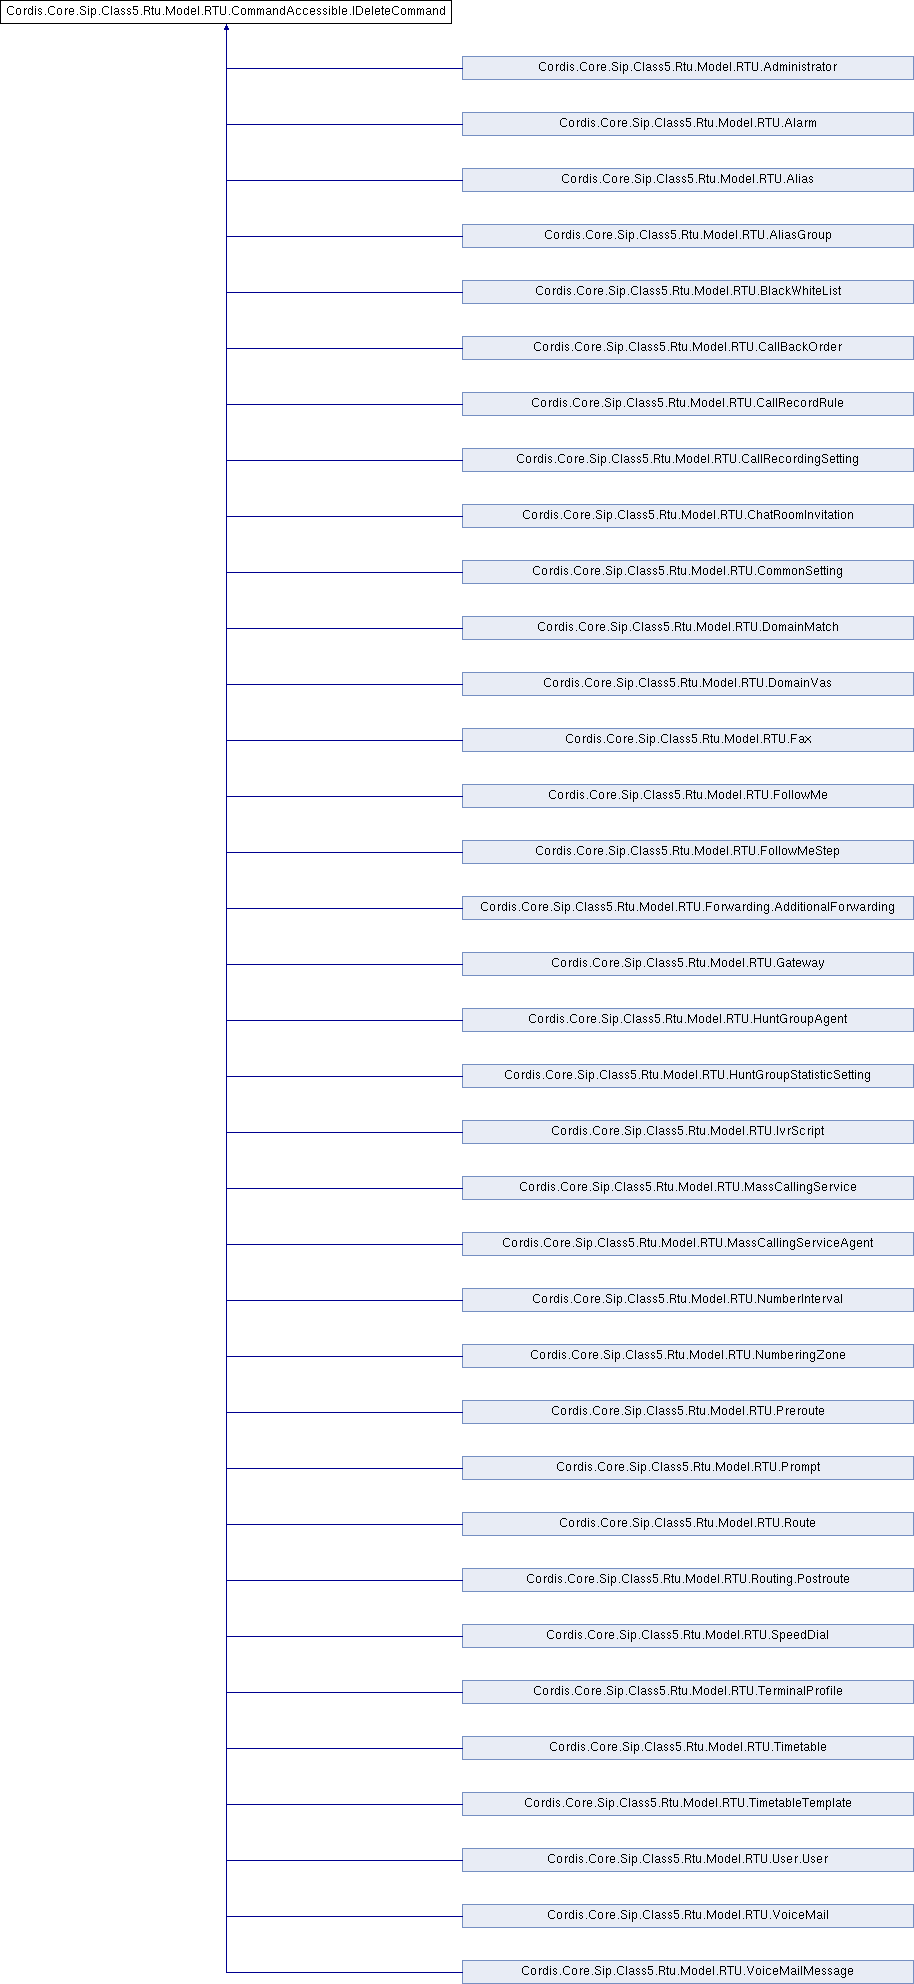 Cordis.Core.Sip.Class5.Rtu.Model.RTU.CommandAccessible.IDeleteCommand
Cordis.Core.Sip.Class5.Rtu.Model.RTU.Administrator
Cordis.Core.Sip.Class5.Rtu.Model.RTU.Alarm
Cordis.Core.Sip.Class5.Rtu.Model.RTU.Alias
Cordis.Core.Sip.Class5.Rtu.Model.RTU.AliasGroup
Cordis.Core.Sip.Class5.Rtu.Model.RTU.BlackWhiteList
Cordis.Core.Sip.Class5.Rtu.Model.RTU.CallBackOrder
Cordis.Core.Sip.Class5.Rtu.Model.RTU.CallRecordRule
Cordis.Core.Sip.Class5.Rtu.Model.RTU.CallRecordingSetting
Cordis.Core.Sip.Class5.Rtu.Model.RTU.ChatRoomInvitation
Cordis.Core.Sip.Class5.Rtu.Model.RTU.CommonSetting
Cordis.Core.Sip.Class5.Rtu.Model.RTU.DomainMatch
Cordis.Core.Sip.Class5.Rtu.Model.RTU.DomainVas
Cordis.Core.Sip.Class5.Rtu.Model.RTU.Fax
Cordis.Core.Sip.Class5.Rtu.Model.RTU.FollowMe
Cordis.Core.Sip.Class5.Rtu.Model.RTU.FollowMeStep
Cordis.Core.Sip.Class5.Rtu.Model.RTU.Forwarding.AdditionalForwarding
Cordis.Core.Sip.Class5.Rtu.Model.RTU.Gateway
Cordis.Core.Sip.Class5.Rtu.Model.RTU.HuntGroupAgent
Cordis.Core.Sip.Class5.Rtu.Model.RTU.HuntGroupStatisticSetting
Cordis.Core.Sip.Class5.Rtu.Model.RTU.IvrScript
Cordis.Core.Sip.Class5.Rtu.Model.RTU.MassCallingService
Cordis.Core.Sip.Class5.Rtu.Model.RTU.MassCallingServiceAgent
Cordis.Core.Sip.Class5.Rtu.Model.RTU.NumberInterval
Cordis.Core.Sip.Class5.Rtu.Model.RTU.NumberingZone
Cordis.Core.Sip.Class5.Rtu.Model.RTU.Preroute
Cordis.Core.Sip.Class5.Rtu.Model.RTU.Prompt
Cordis.Core.Sip.Class5.Rtu.Model.RTU.Route
Cordis.Core.Sip.Class5.Rtu.Model.RTU.Routing.Postroute
Cordis.Core.Sip.Class5.Rtu.Model.RTU.SpeedDial
Cordis.Core.Sip.Class5.Rtu.Model.RTU.TerminalProfile
Cordis.Core.Sip.Class5.Rtu.Model.RTU.Timetable
Cordis.Core.Sip.Class5.Rtu.Model.RTU.TimetableTemplate
Cordis.Core.Sip.Class5.Rtu.Model.RTU.User.User
Cordis.Core.Sip.Class5.Rtu.Model.RTU.VoiceMail
Cordis.Core.Sip.Class5.Rtu.Model.RTU.VoiceMailMessage